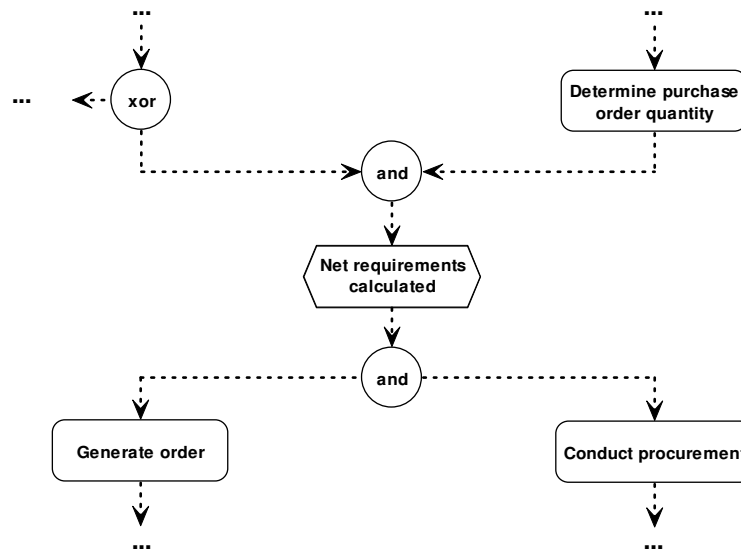 ... ...
... xor Determine purchase
order quantity
and
Net requirements
calculated
and
Generate order Conduct procurement
... ...